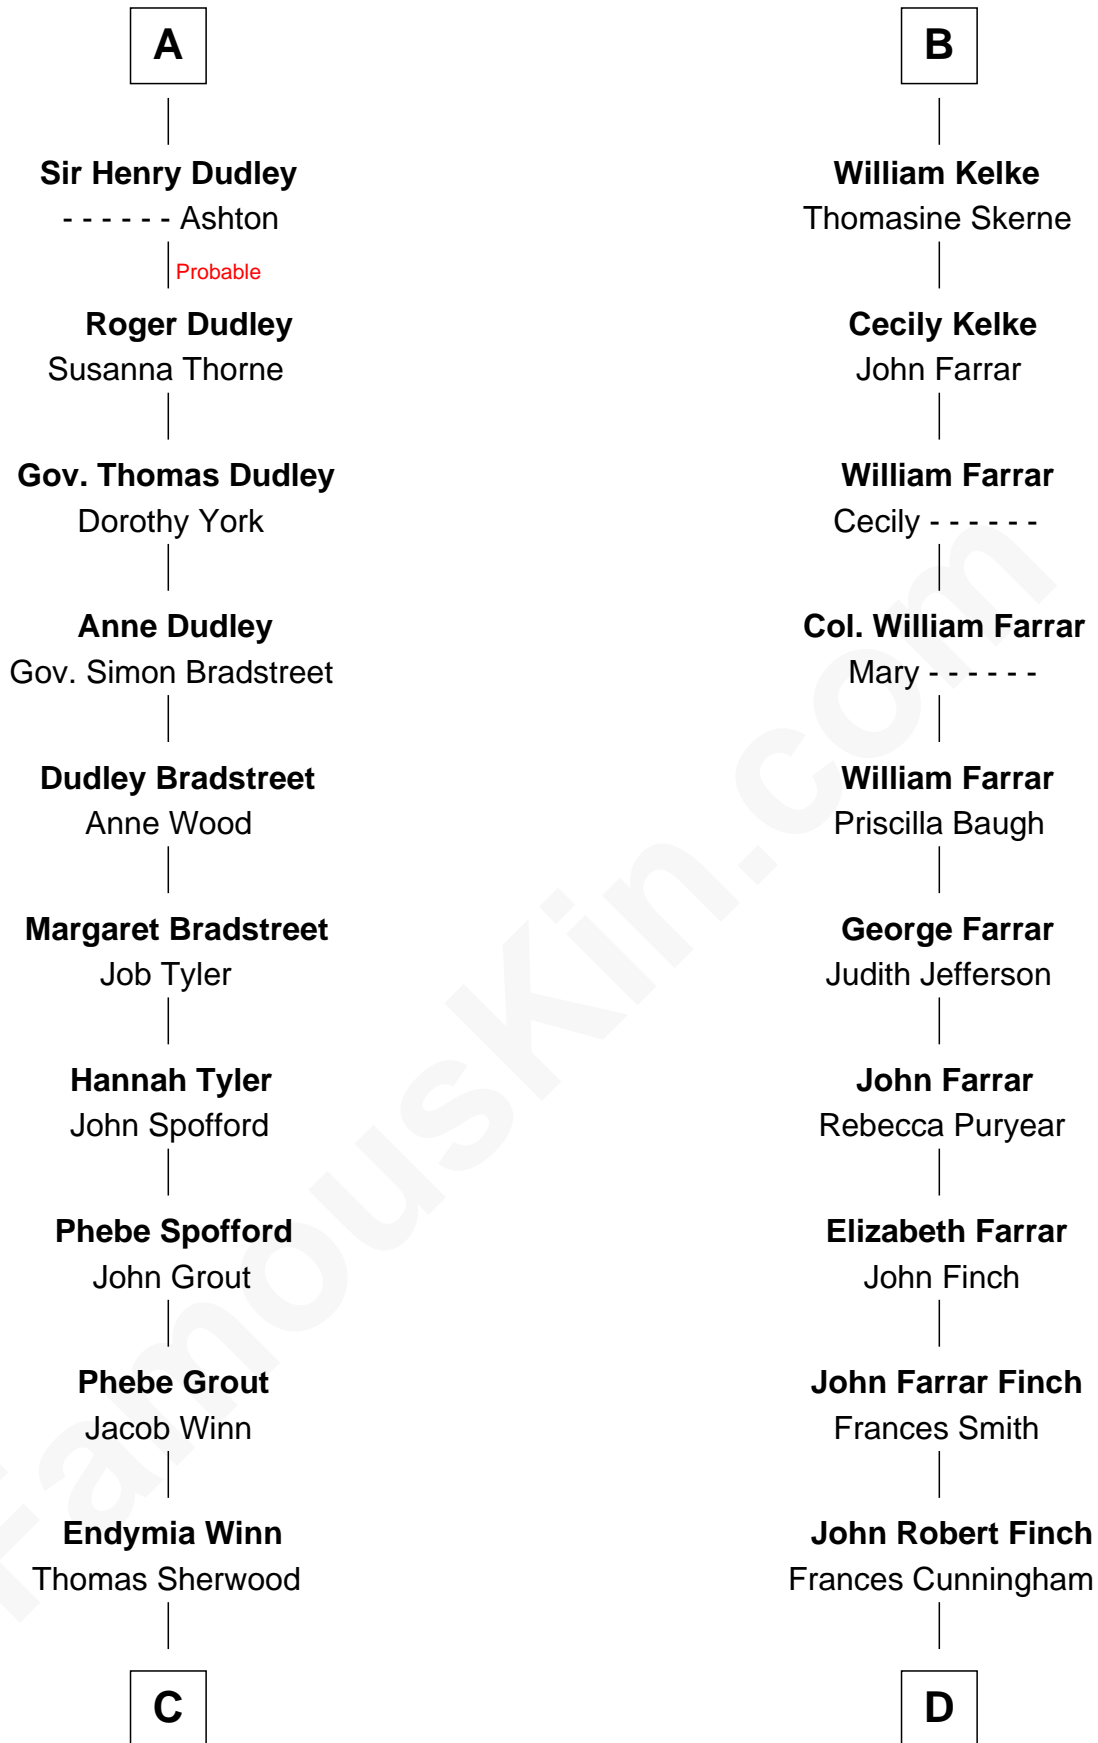 A
Sir Henry Dudley
- - - - - - Ashton
Probable
Roger Dudley
Susanna Thorne
Gov. Thomas Dudley
Dorothy York
Anne Dudley
Gov. Simon Bradstreet
Dudley Bradstreet
Anne Wood
Margaret Bradstreet
Job Tyler
Hannah Tyler
John Spofford
Phebe Spofford
John Grout
Phebe Grout
Jacob Winn
Endymia Winn
Thomas Sherwood
C
B
William Kelke
Thomasine Skerne
Cecily Kelke
John Farrar
William Farrar
Cecily - - - - - -
Col. William Farrar
Mary - - - - - -
William Farrar
Priscilla Baugh
George Farrar
Judith Jefferson
John Farrar
Rebecca Puryear
Elizabeth Farrar
John Finch
John Farrar Finch
Frances Smith
John Robert Finch
Frances Cunningham
D
FamousKin.com